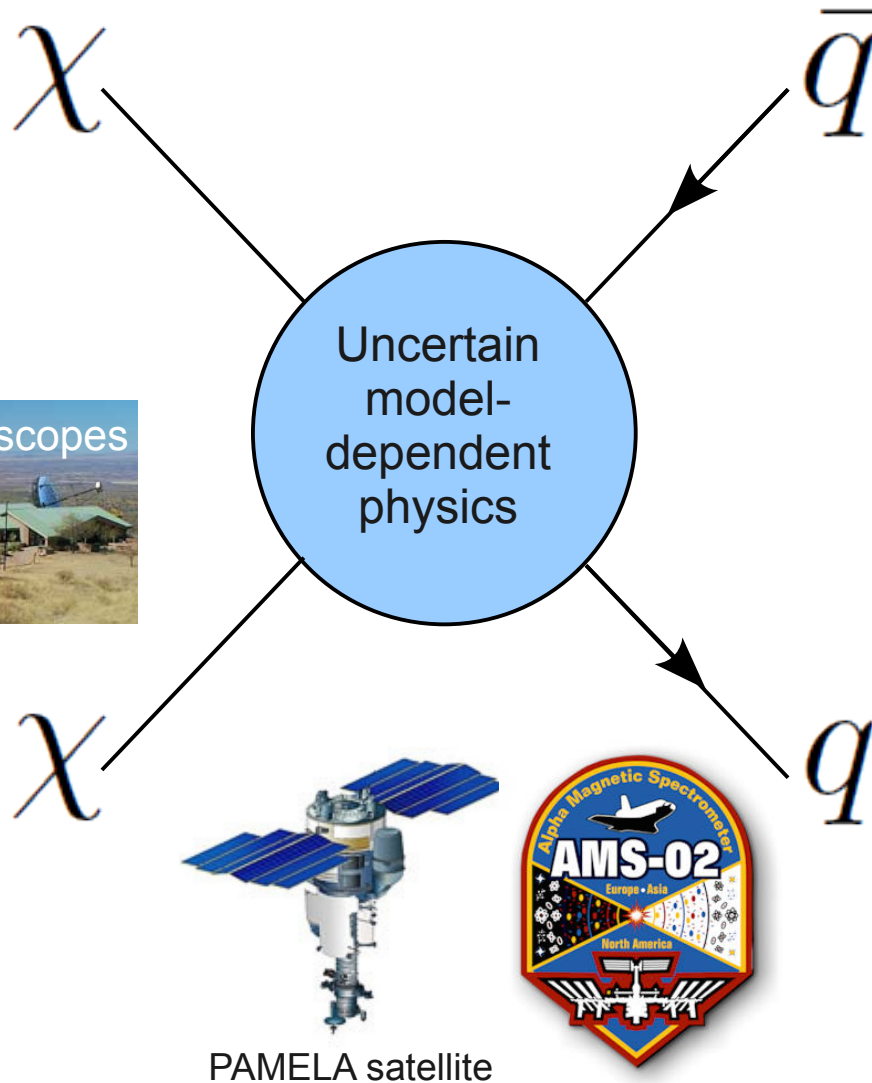 χ
q̅
Uncertain
model-
dependent
physics
scopes
χ
q
Alpha Magnetic Spectrometer
AMS-02
Europe • Asia
North America
PAMELA satellite